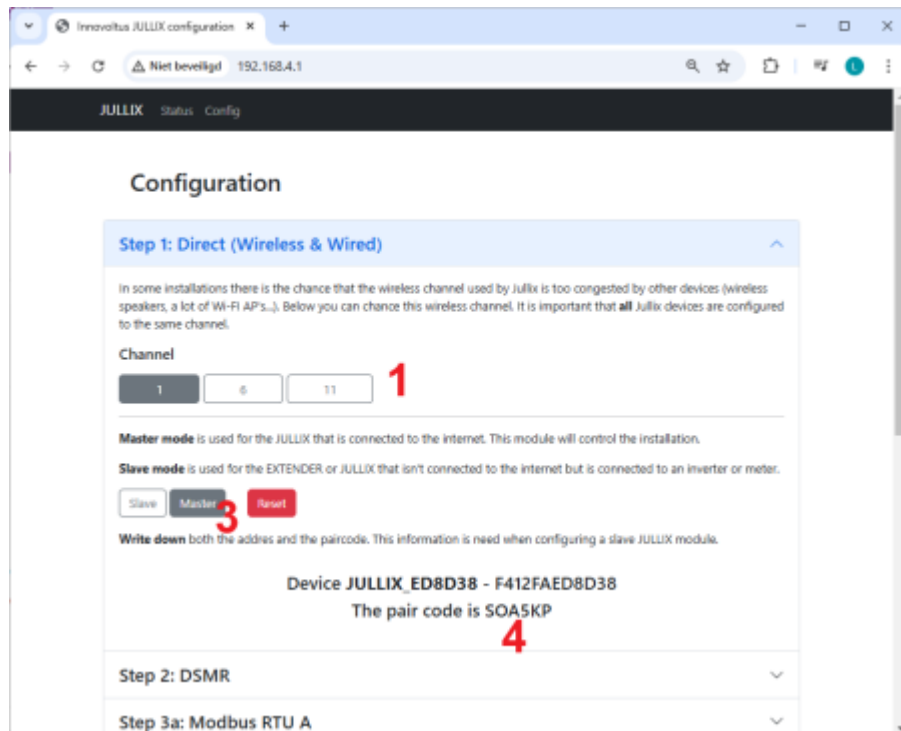 Innovoltus JULLIX configuration
Niet beveiligd 192.168.4.1
L
JULLIX Status Config
Configuration
Step 1: Direct (Wireless & Wired)
In some installations there is the chance that the wireless channel used by Jullix is too congested by other devices (wireless
speakers, a lot of Wi-Fi AP's...). Below you can chance this wireless channel. It is important that all Jullix devices are configured
to the same channel.
Channel
1 6 11 1
Master mode is used for the JULLIX that is connected to the internet. This module will control the installation.
Slave mode is used for the EXTENDER or JULLIX that isn't connected to the internet but is connected to an inverter or meter.
Slave Master 3 Reset
Write down both the addres and the paircode. This information is need when configuring a slave JULLIX module.
Device JULLIX_ED8D38 - F412FAED8D38
The pair code is SOA5KP
4
Step 2: DSMR
Step 3a: Modbus RTU A